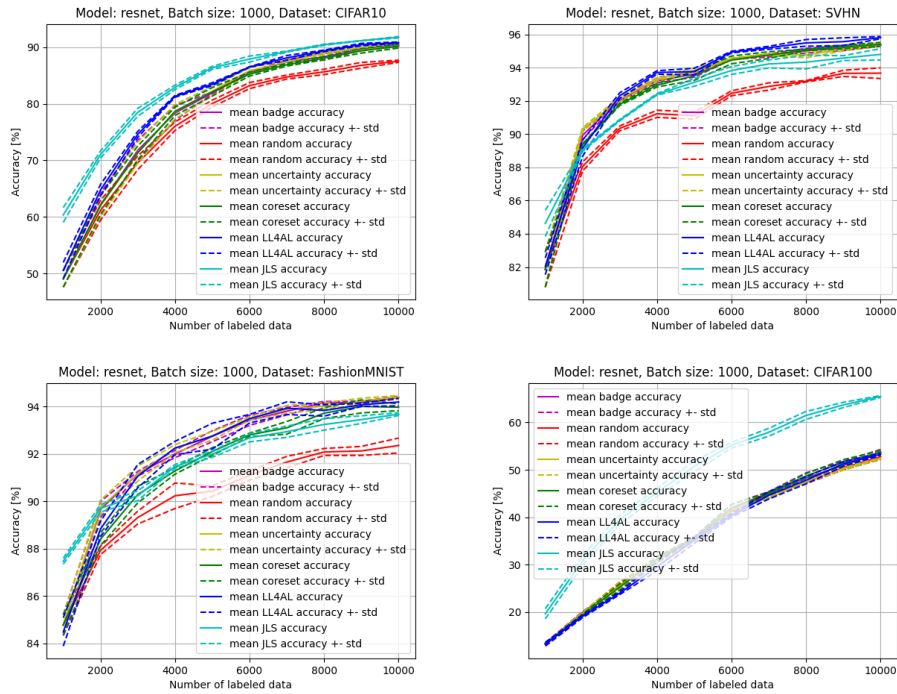 Model: resnet, Batch size: 1000, Dataset: CIFAR10
Accuracy [%]
90
80
70
60
50
mean badge accuracy
mean badge accuracy +- std
mean random accuracy
mean random accuracy +- std
mean uncertainty accuracy
mean uncertainty accuracy +- std
mean coreset accuracy
mean coreset accuracy +- std
mean LL4AL accuracy
mean LL4AL accuracy +- std
mean JLS accuracy
mean JLS accuracy +- std
2000 4000 6000 8000 10000
Number of labeled data
Model: resnet, Batch size: 1000, Dataset: SVHN
Accuracy [%]
96
94
92
90
88
86
84
82
mean badge accuracy
mean badge accuracy +- std
mean random accuracy
mean random accuracy +- std
mean uncertainty accuracy
mean uncertainty accuracy +- std
mean coreset accuracy
mean coreset accuracy +- std
mean LL4AL accuracy
mean LL4AL accuracy +- std
mean JLS accuracy
mean JLS accuracy +- std
2000 4000 6000 8000 10000
Number of labeled data
Model: resnet, Batch size: 1000, Dataset: FashionMNIST
Accuracy [%]
94
92
90
88
86
84
mean badge accuracy
mean badge accuracy +- std
mean random accuracy
mean random accuracy +- std
mean uncertainty accuracy
mean uncertainty accuracy +- std
mean coreset accuracy
mean coreset accuracy +- std
mean LL4AL accuracy
mean LL4AL accuracy +- std
mean JLS accuracy
mean JLS accuracy +- std
2000 4000 6000 8000 10000
Number of labeled data
Model: resnet, Batch size: 1000, Dataset: CIFAR100
Accuracy [%]
60
50
40
30
20
mean badge accuracy
mean badge accuracy +- std
mean random accuracy
mean random accuracy +- std
mean uncertainty accuracy
mean uncertainty accuracy +- std
mean coreset accuracy
mean coreset accuracy +- std
mean LL4AL accuracy
mean LL4AL accuracy +- std
mean JLS accuracy
mean JLS accuracy +- std
2000 4000 6000 8000 10000
Number of labeled data